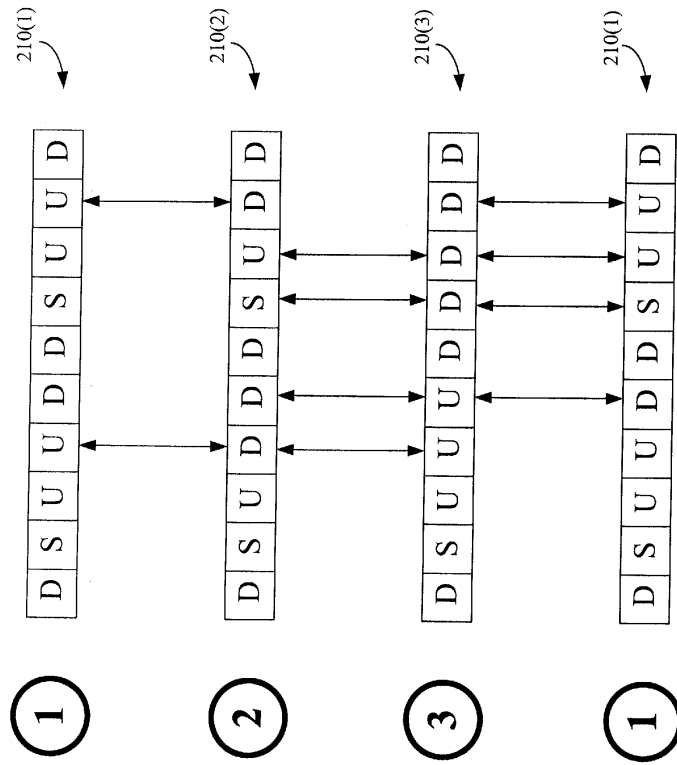 1 D S U U D D S U U D 210(1)
2 D S U D D D S U D D 210(2)
3 D S U U U D D D D D 210(3)
1 D S U U D D S U U D 210(1)